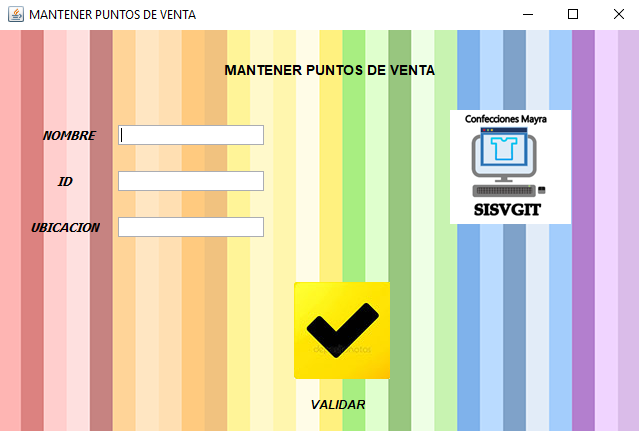 MANTENER PUNTOS DE VENTA
MANTENER PUNTOS DE VENTA
Confecciones Mayra
NOMBRE
ID
UBICACION
SISVGIT
VALIDAR